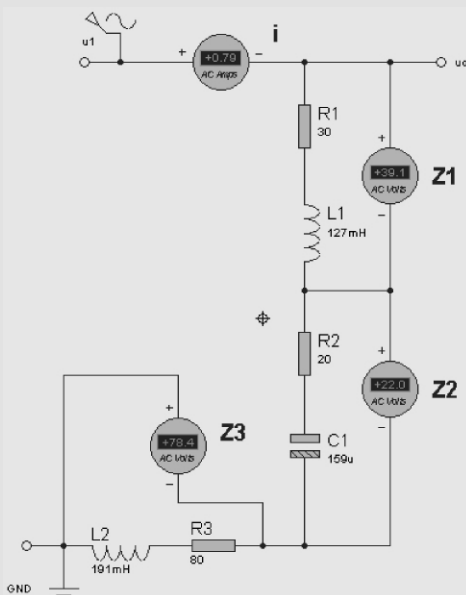 i
u1
+
+0.79
-
AC Amps
uo
R1
30
+
+39.1
AC Volts
-
Z1
L1
127mH
R2
20
+
+22.0
AC Volts
-
Z2
+
+78.4
AC Volts
-
Z3
C1
159u
L2
191mH
R3
80
GND